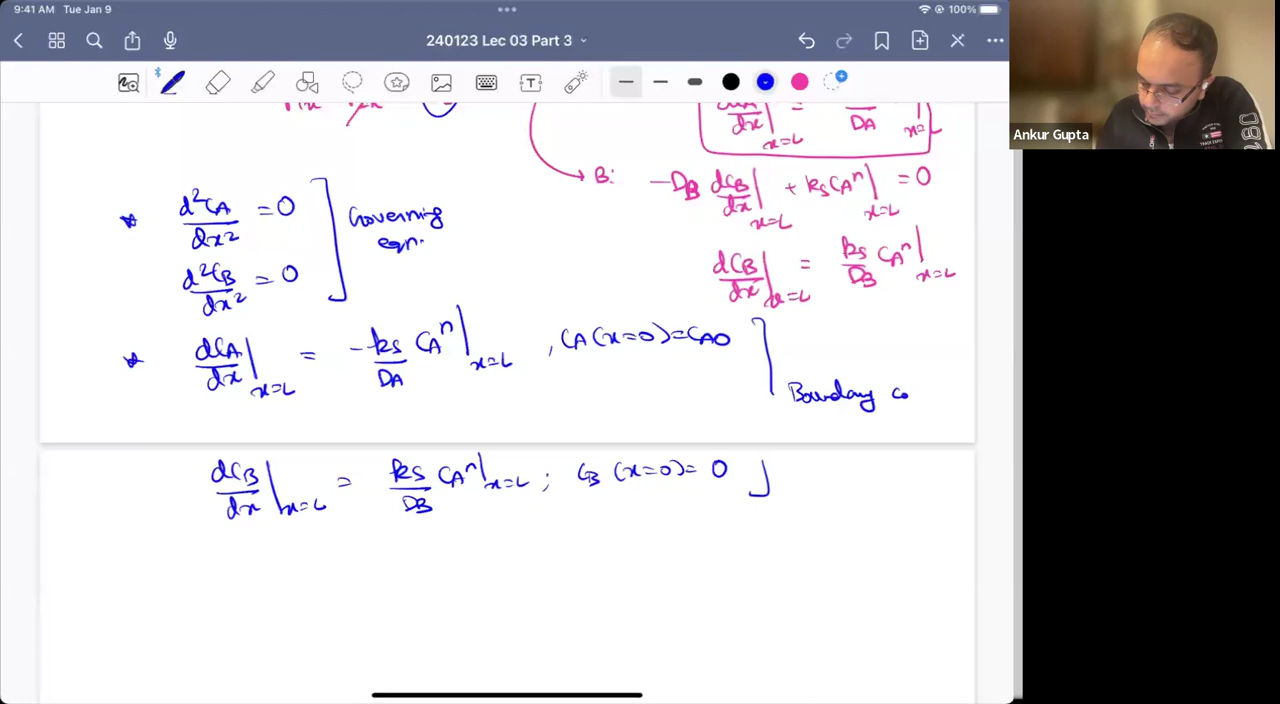 9:41 AM Tue Jan 9
100%
240123 Lec 03 Part 3
Ankur Gupta
dx |x=L = DA |x=L
B: -DB dCB/dx |x=L + ks CA^n |x=L = 0
dCB/dx |x=L = ks/DB CA^n |x=L
* d²CA/dx² = 0
d²CB/dx² = 0
Governing
eqn.
* dCA/dx |x=L = -ks/DA CA^n |x=L , CA(x=0)=CA0
Boundary co
dCB/dx |x=L = ks/DB CA^n |x=L ; CB (x=0)= 0